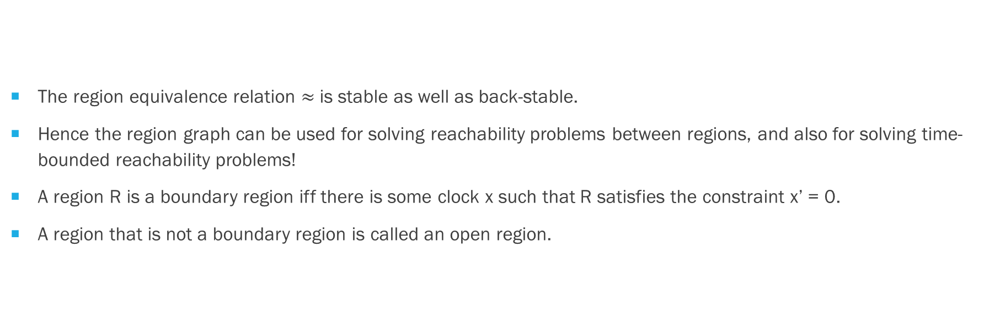 The region equivalence relation ≈ is stable as well as back-stable.
Hence the region graph can be used for solving reachability problems between regions, and also for solving time-
bounded reachability problems!
A region R is a boundary region iff there is some clock x such that R satisfies the constraint x’ = 0.
A region that is not a boundary region is called an open region.